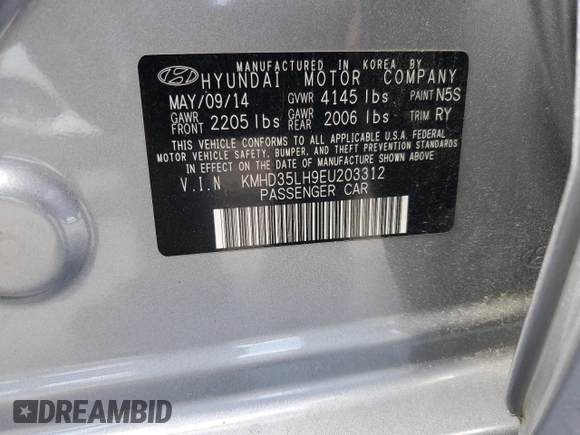 MANUFACTURED IN KOREA BY
HYUNDAI MOTOR COMPANY
MAY/09/14 GVWR 4145 lbs PAINT N5S
GAWR FRONT 2205 lbs GAWR REAR 2006 lbs TRIM RY
THIS VEHICLE CONFORMS TO ALL APPLICABLE U.S.A. FEDERAL
MOTOR VEHICLE SAFETY, BUMPER, AND THEFT PREVENTION STANDARDS
IN EFFECT ON THE DATE OF MANUFACTURE SHOWN ABOVE.
V.I.N KMHD35LH9EU203312
PASSENGER CAR
DREAMBID